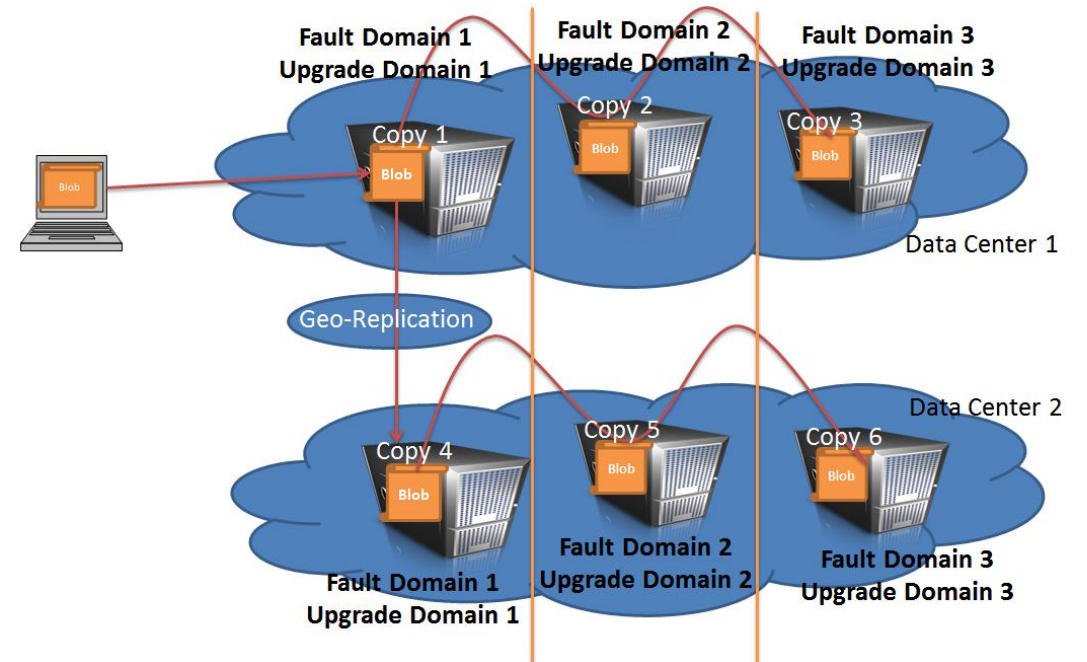 Fault Domain 1
Upgrade Domain 1
Fault Domain 2
Upgrade Domain 2
Fault Domain 3
Upgrade Domain 3
Copy 1
Copy 2
Copy 3
Blob
Blob
Blob
Blob
Data Center 1
Geo-Replication
Data Center 2
Copy 4
Copy 5
Copy 6
Blob
Blob
Blob
Fault Domain 1
Upgrade Domain 1
Fault Domain 2
Upgrade Domain 2
Fault Domain 3
Upgrade Domain 3